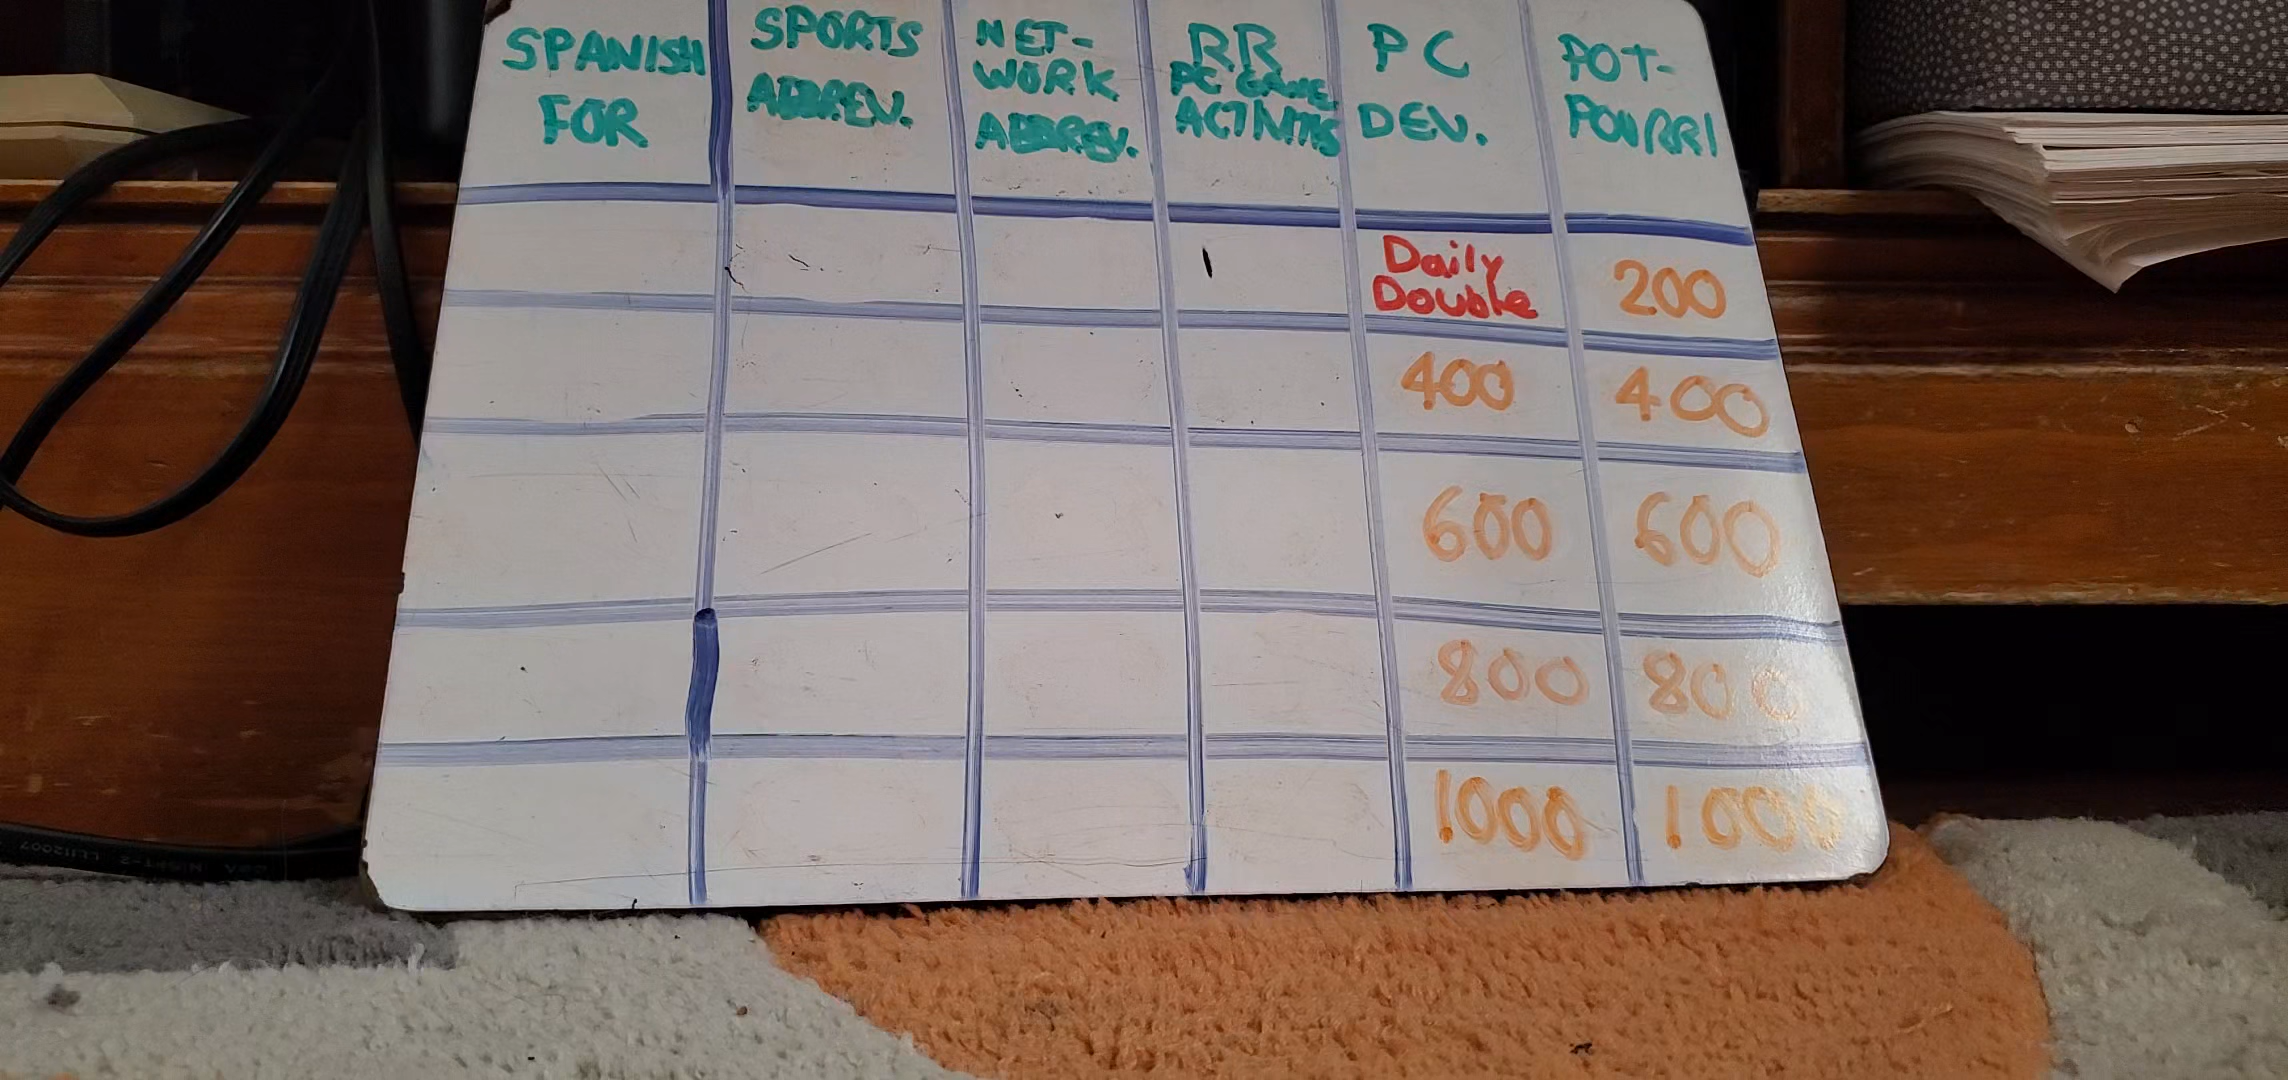 SPANISH
FOR
SPORTS
ABBREV.
NET-
WORK
ABBREV.
RR
PC GAME
ACTIVITIS
PC
DEV.
POT-
POURRI
Daily
Double
200
400
400
600
600
800
800
1000
1000